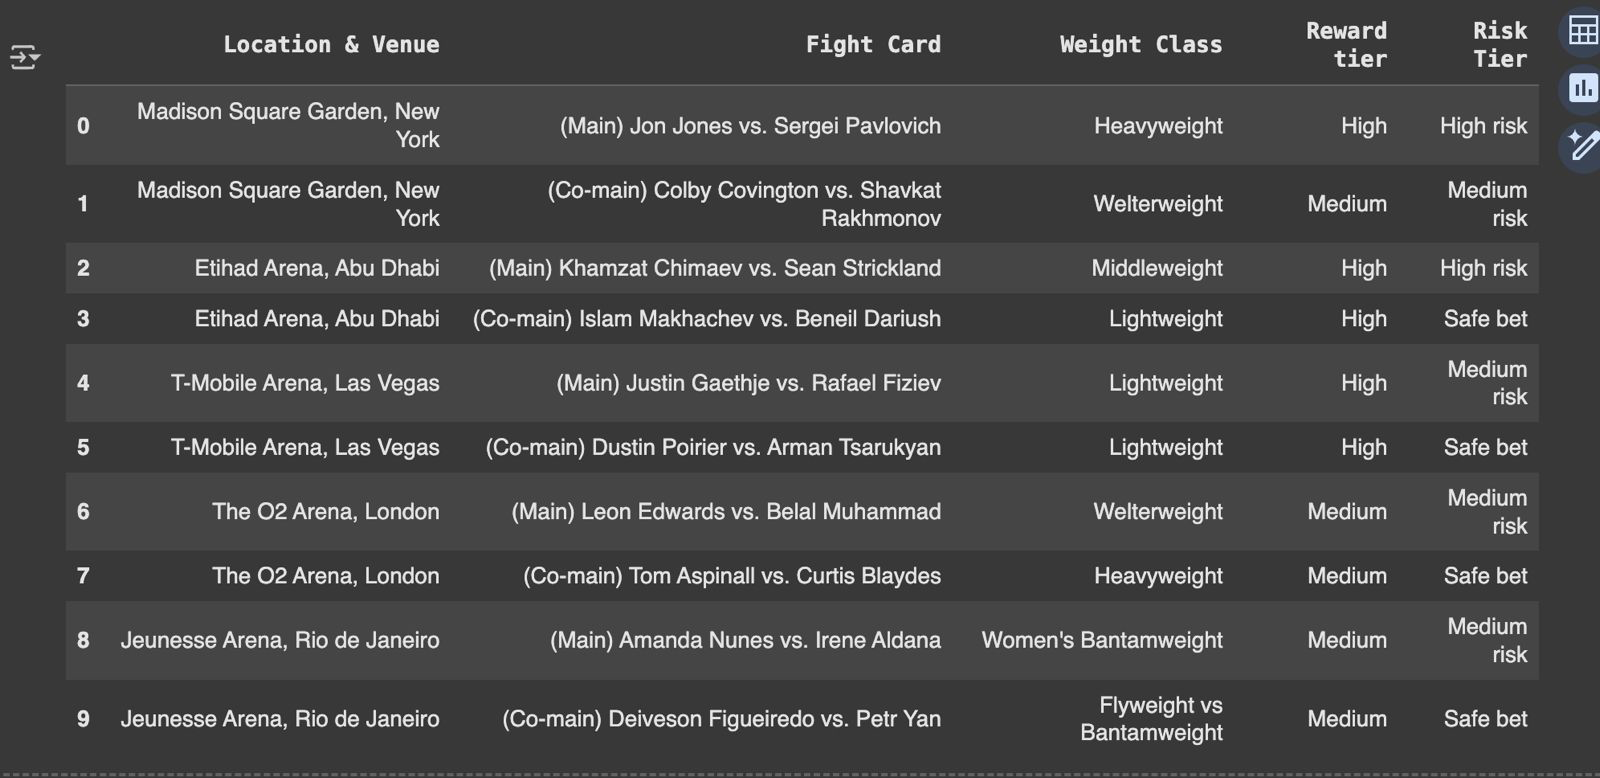 Location & Venue Fight Card Weight Class Reward tier Risk Tier
0 Madison Square Garden, New York (Main) Jon Jones vs. Sergei Pavlovich Heavyweight High High risk
1 Madison Square Garden, New York (Co-main) Colby Covington vs. Shavkat Rakhmonov Welterweight Medium Medium risk
2 Etihad Arena, Abu Dhabi (Main) Khamzat Chimaev vs. Sean Strickland Middleweight High High risk
3 Etihad Arena, Abu Dhabi (Co-main) Islam Makhachev vs. Beneil Dariush Lightweight High Safe bet
4 T-Mobile Arena, Las Vegas (Main) Justin Gaethje vs. Rafael Fiziev Lightweight High Medium risk
5 T-Mobile Arena, Las Vegas (Co-main) Dustin Poirier vs. Arman Tsarukyan Lightweight High Safe bet
6 The O2 Arena, London (Main) Leon Edwards vs. Belal Muhammad Welterweight Medium Medium risk
7 The O2 Arena, London (Co-main) Tom Aspinall vs. Curtis Blaydes Heavyweight Medium Safe bet
8 Jeunesse Arena, Rio de Janeiro (Main) Amanda Nunes vs. Irene Aldana Women's Bantamweight Medium Medium risk
9 Jeunesse Arena, Rio de Janeiro (Co-main) Deiveson Figueiredo vs. Petr Yan Flyweight vs Bantamweight Medium Safe bet